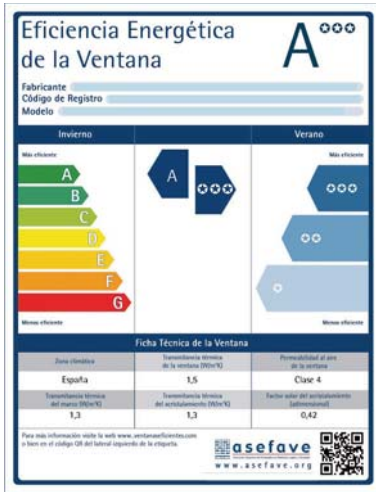 Eficiencia Energética
de la Ventana
A✪✪✪
Fabricante
Código de Registro
Modelo
Invierno
Verano
Más eficiente
Más eficiente
A
B
C
D
E
F
G
A
✪✪✪
✪✪✪
✪✪
✪
Menos eficiente
Menos eficiente
Ficha Técnica de la Ventana
Zona climática
Transmitancia térmica
de la ventana (W/m²K)
Permeabilidad al aire
de la ventana
España
1,5
Clase 4
Transmitancia térmica
del marco (W/m²K)
Transmitancia térmica
del acristalamiento (W/m²K)
Factor solar del acristalamiento
(adimensional)
1,3
1,3
0,42
Para más información visite la web www.ventanaseficientes.com
o bien en el código QR del lateral izquierdo de la etiqueta.
asefave
www.asefave.org